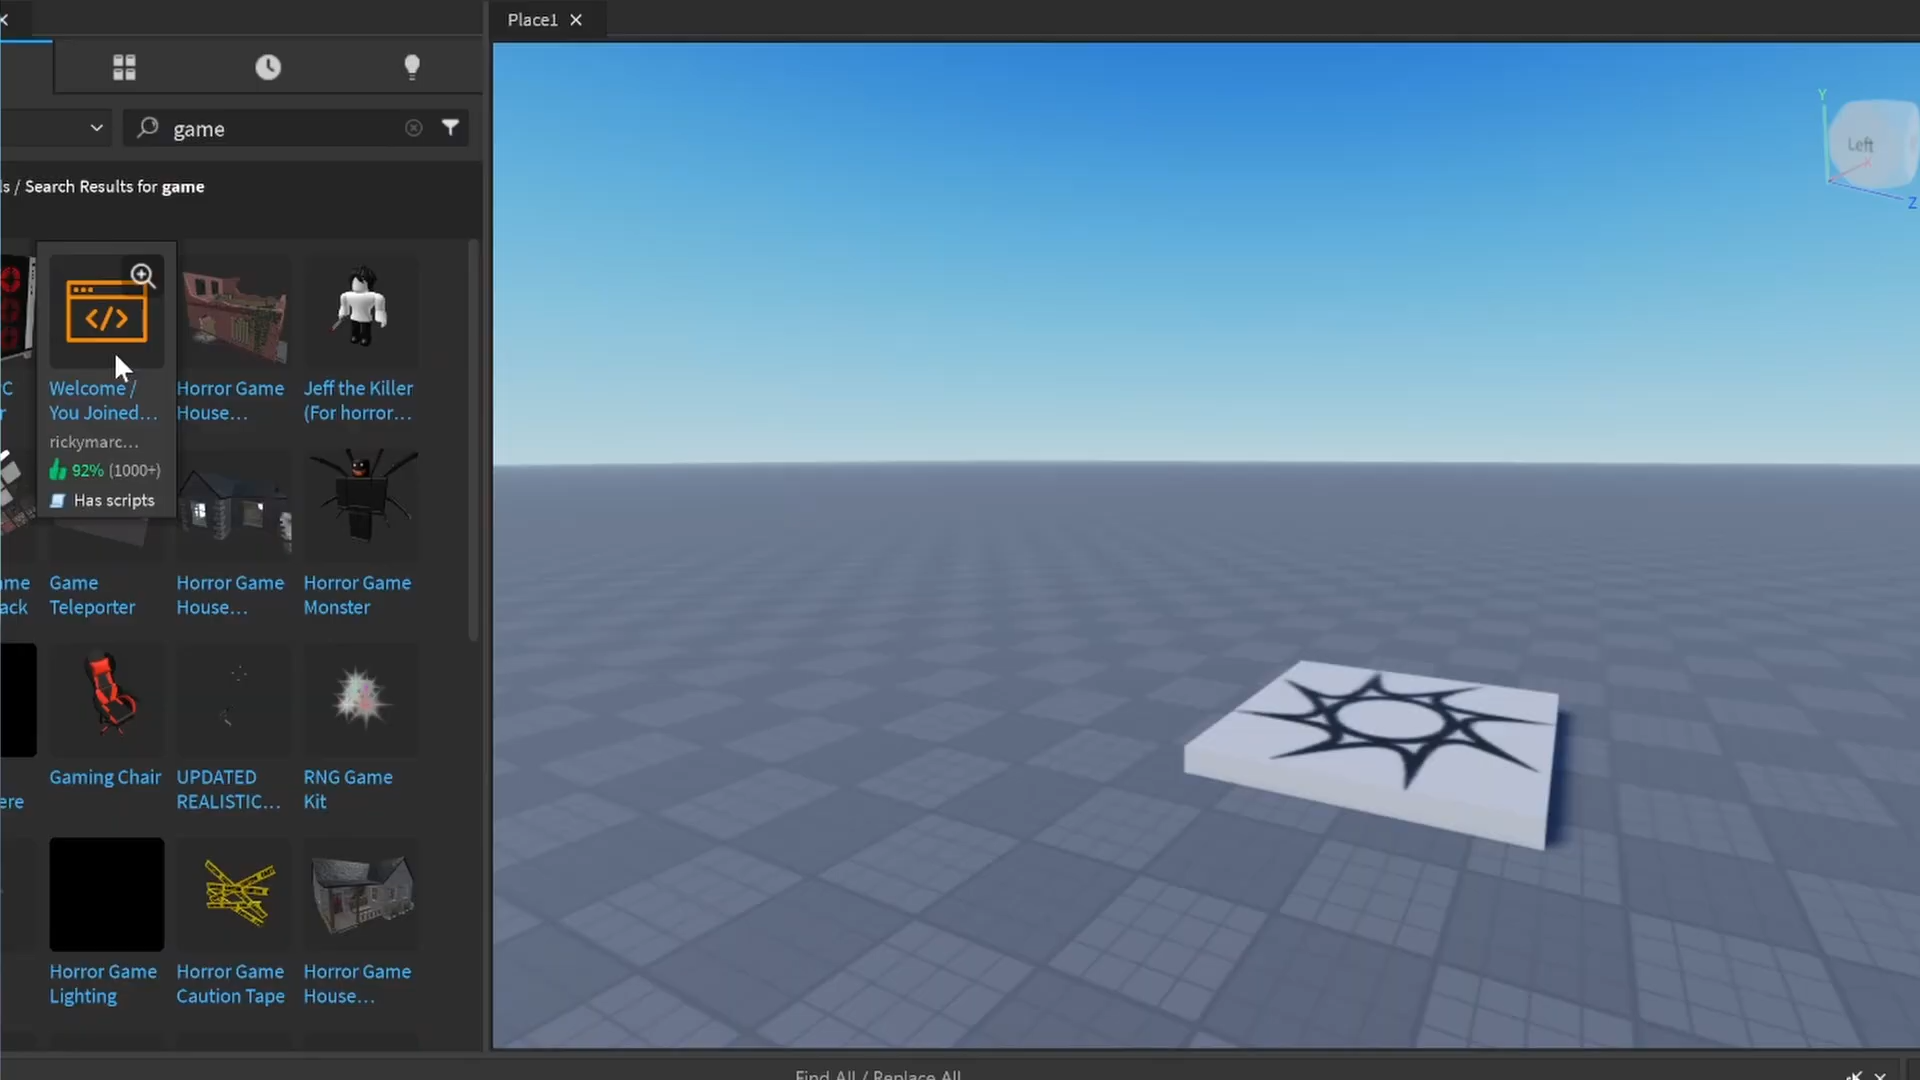 Place1
game
ls / Search Results for game
Welcome /
You Joined...
rickymarc...
92% (1000+)
Has scripts
Horror Game
House...
Jeff the Killer
(For horror...
Game
Teleporter
Horror Game
House...
Horror Game
Monster
Gaming Chair
UPDATED
REALISTIC...
RNG Game
Kit
Horror Game
Lighting
Horror Game
Caution Tape
Horror Game
House...
Y
Left
X
Z
Find All / Replace All